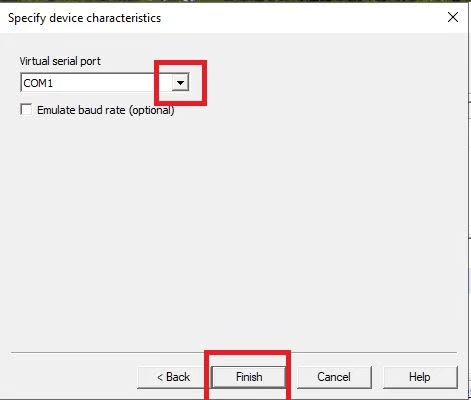 Specify device characteristics
Virtual serial port
COM1
Emulate baud rate (optional)
< Back Finish Cancel Help